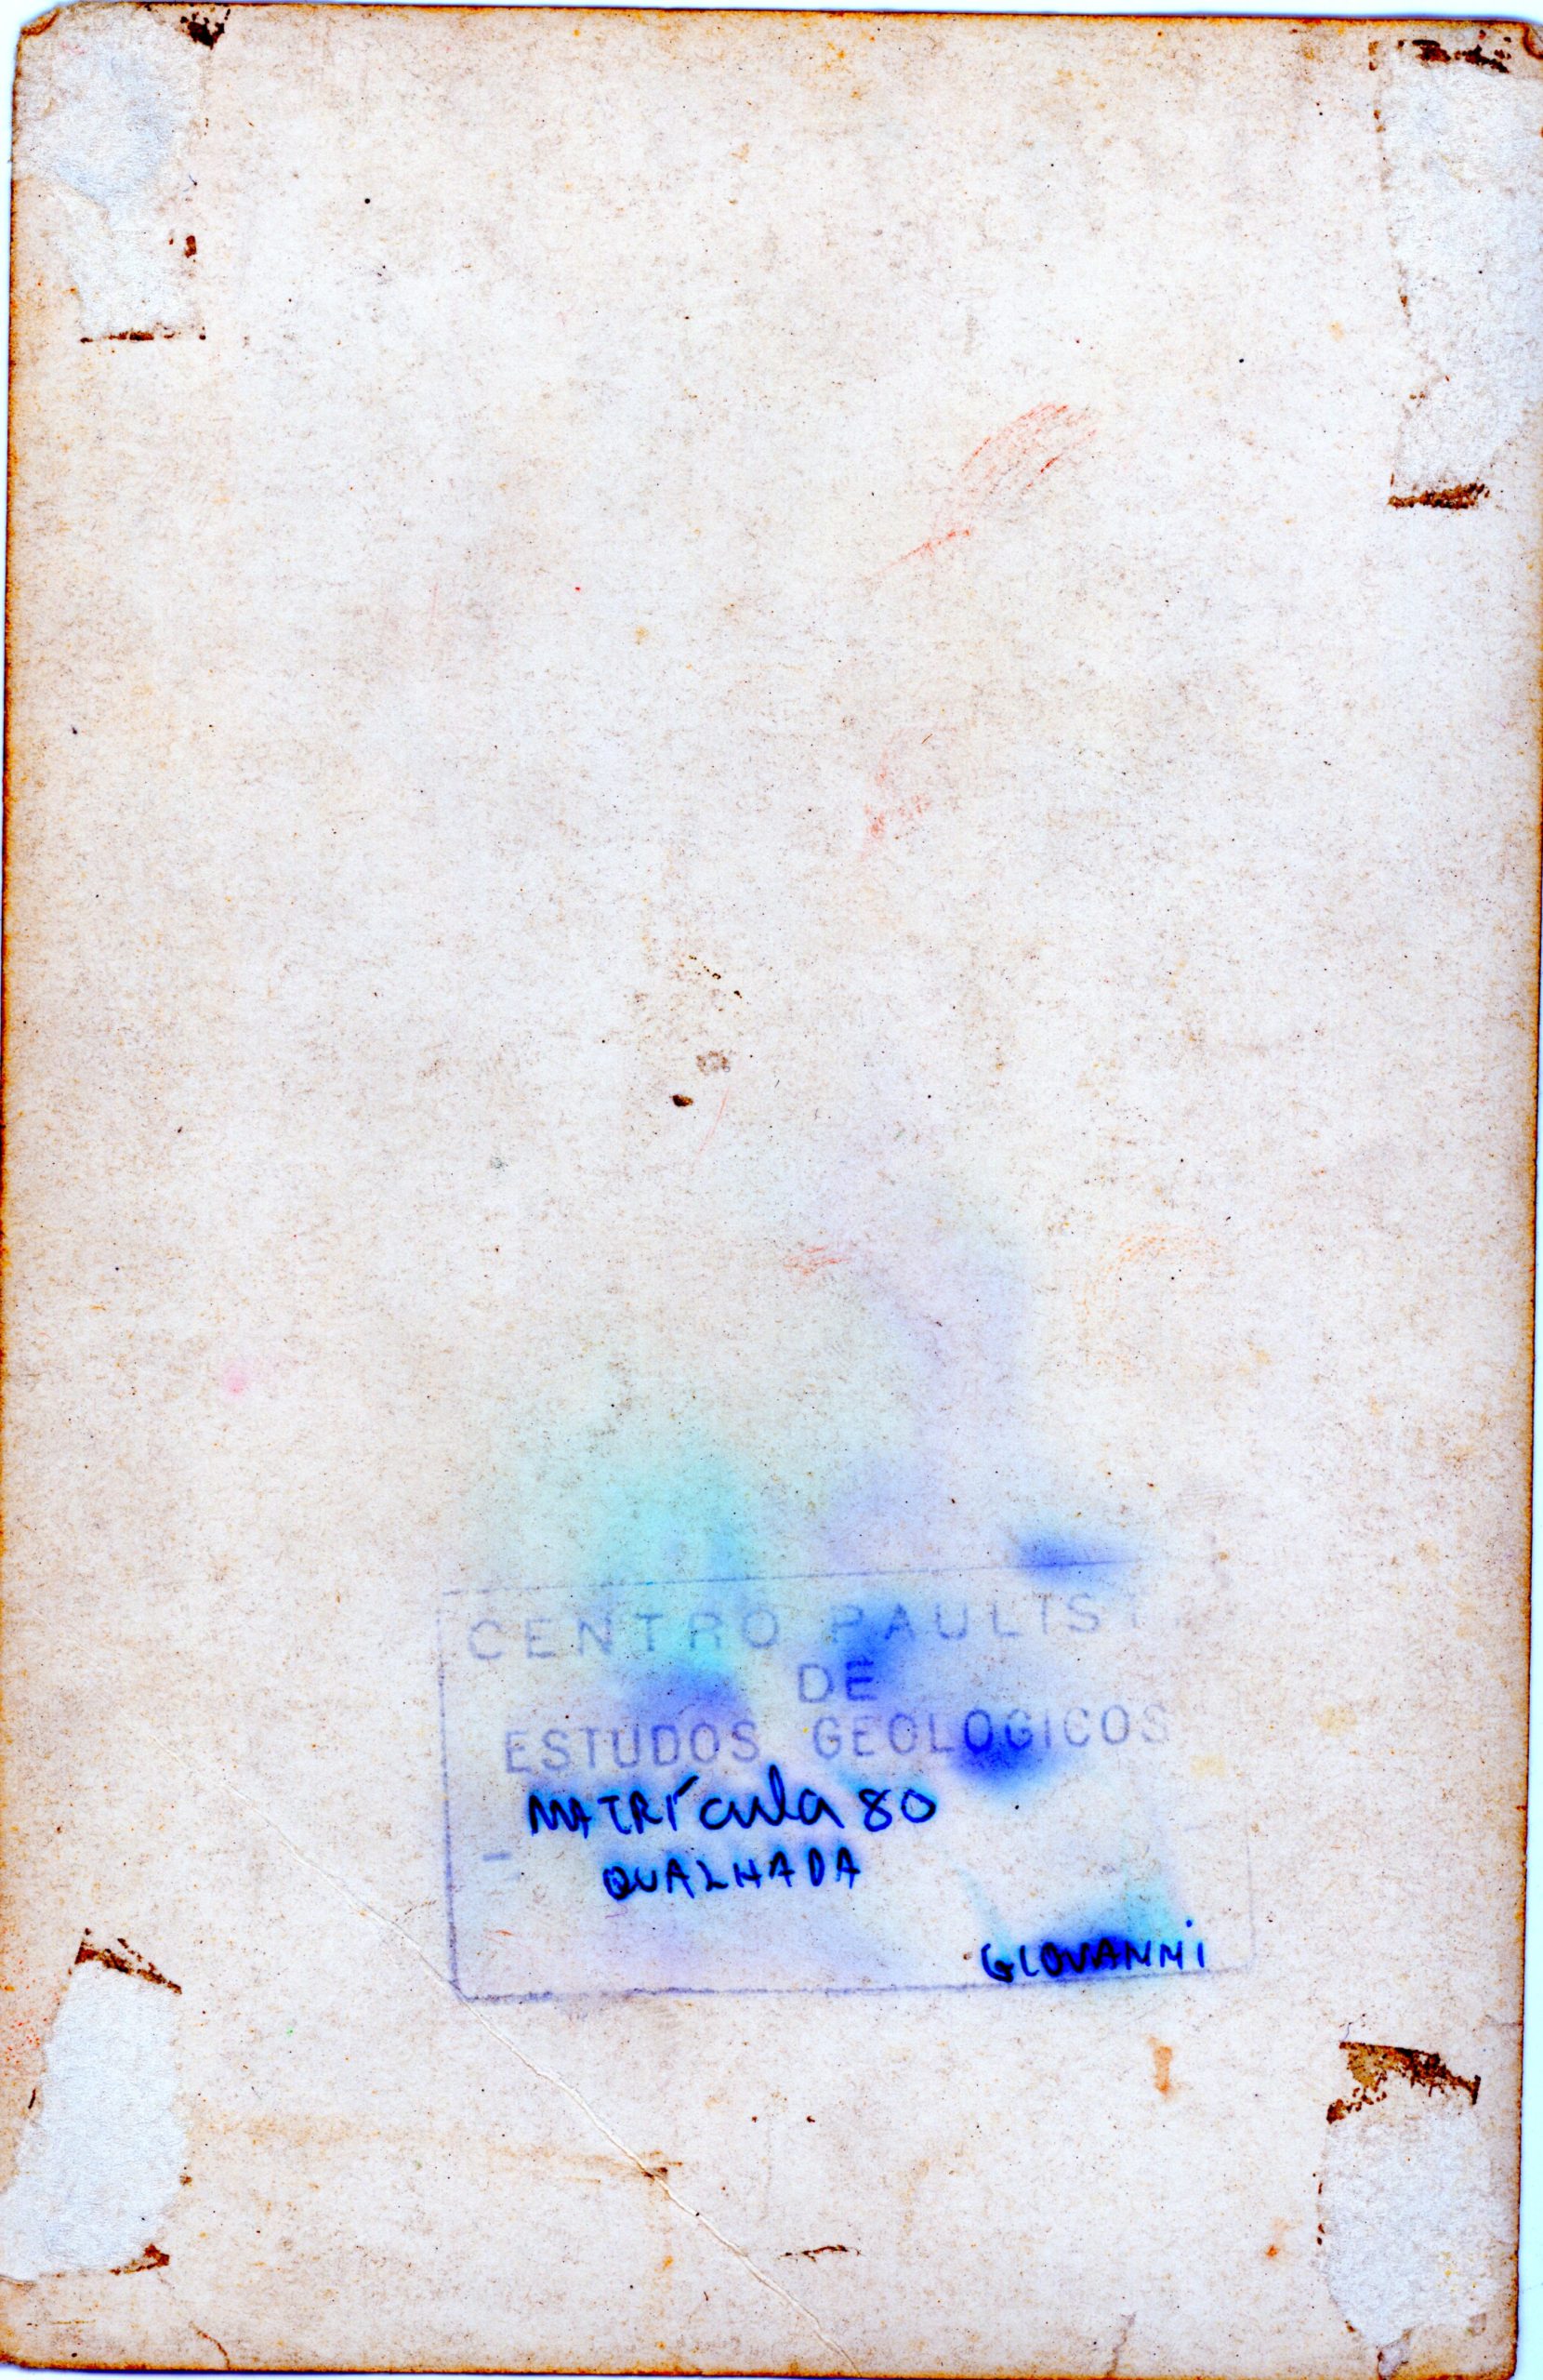 CENTRO PAULIST
DE
ESTUDOS GEOLOGICOS
MATRÍcula 80
QUALHADA
GIOVANNI